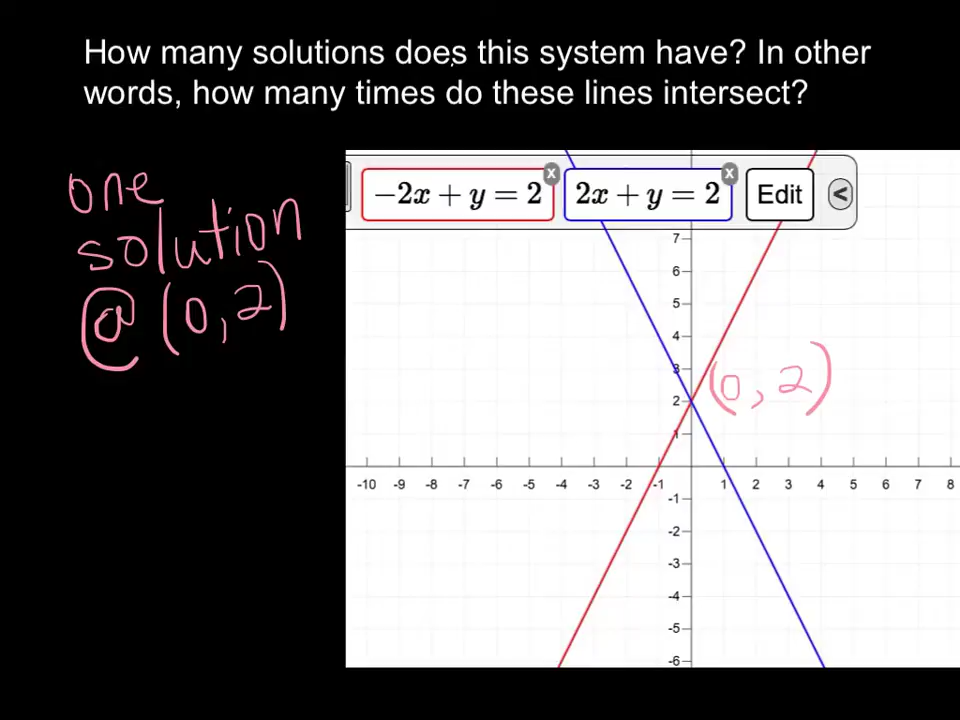 How many solutions does this system have? In other
words, how many times do these lines intersect?
one
solution
@ (0,2)
−2x + y = 2 x 2x + y = 2 x Edit <
7
6
5
4
3
(0, 2)
2
1
-10 -9 -8 -7 -6 -5 -4 -3 -2 -1 1 2 3 4 5 6 7 8
-1
-2
-3
-4
-5
-6